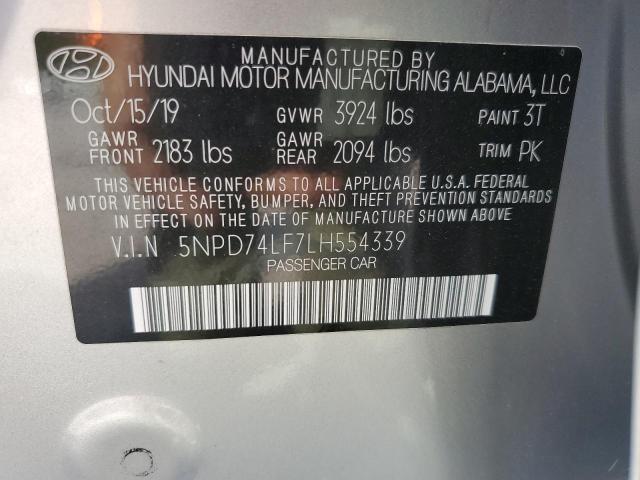 MANUFACTURED BY
HYUNDAI MOTOR MANUFACTURING ALABAMA, LLC
Oct/15/19 GVWR 3924 lbs PAINT 3T
GAWR FRONT 2183 lbs GAWR REAR 2094 lbs TRIM PK
THIS VEHICLE CONFORMS TO ALL APPLICABLE U.S.A. FEDERAL
MOTOR VEHICLE SAFETY, BUMPER, AND THEFT PREVENTION STANDARDS
IN EFFECT ON THE DATE OF MANUFACTURE SHOWN ABOVE
V.I.N 5NPD74LF7LH554339
PASSENGER CAR